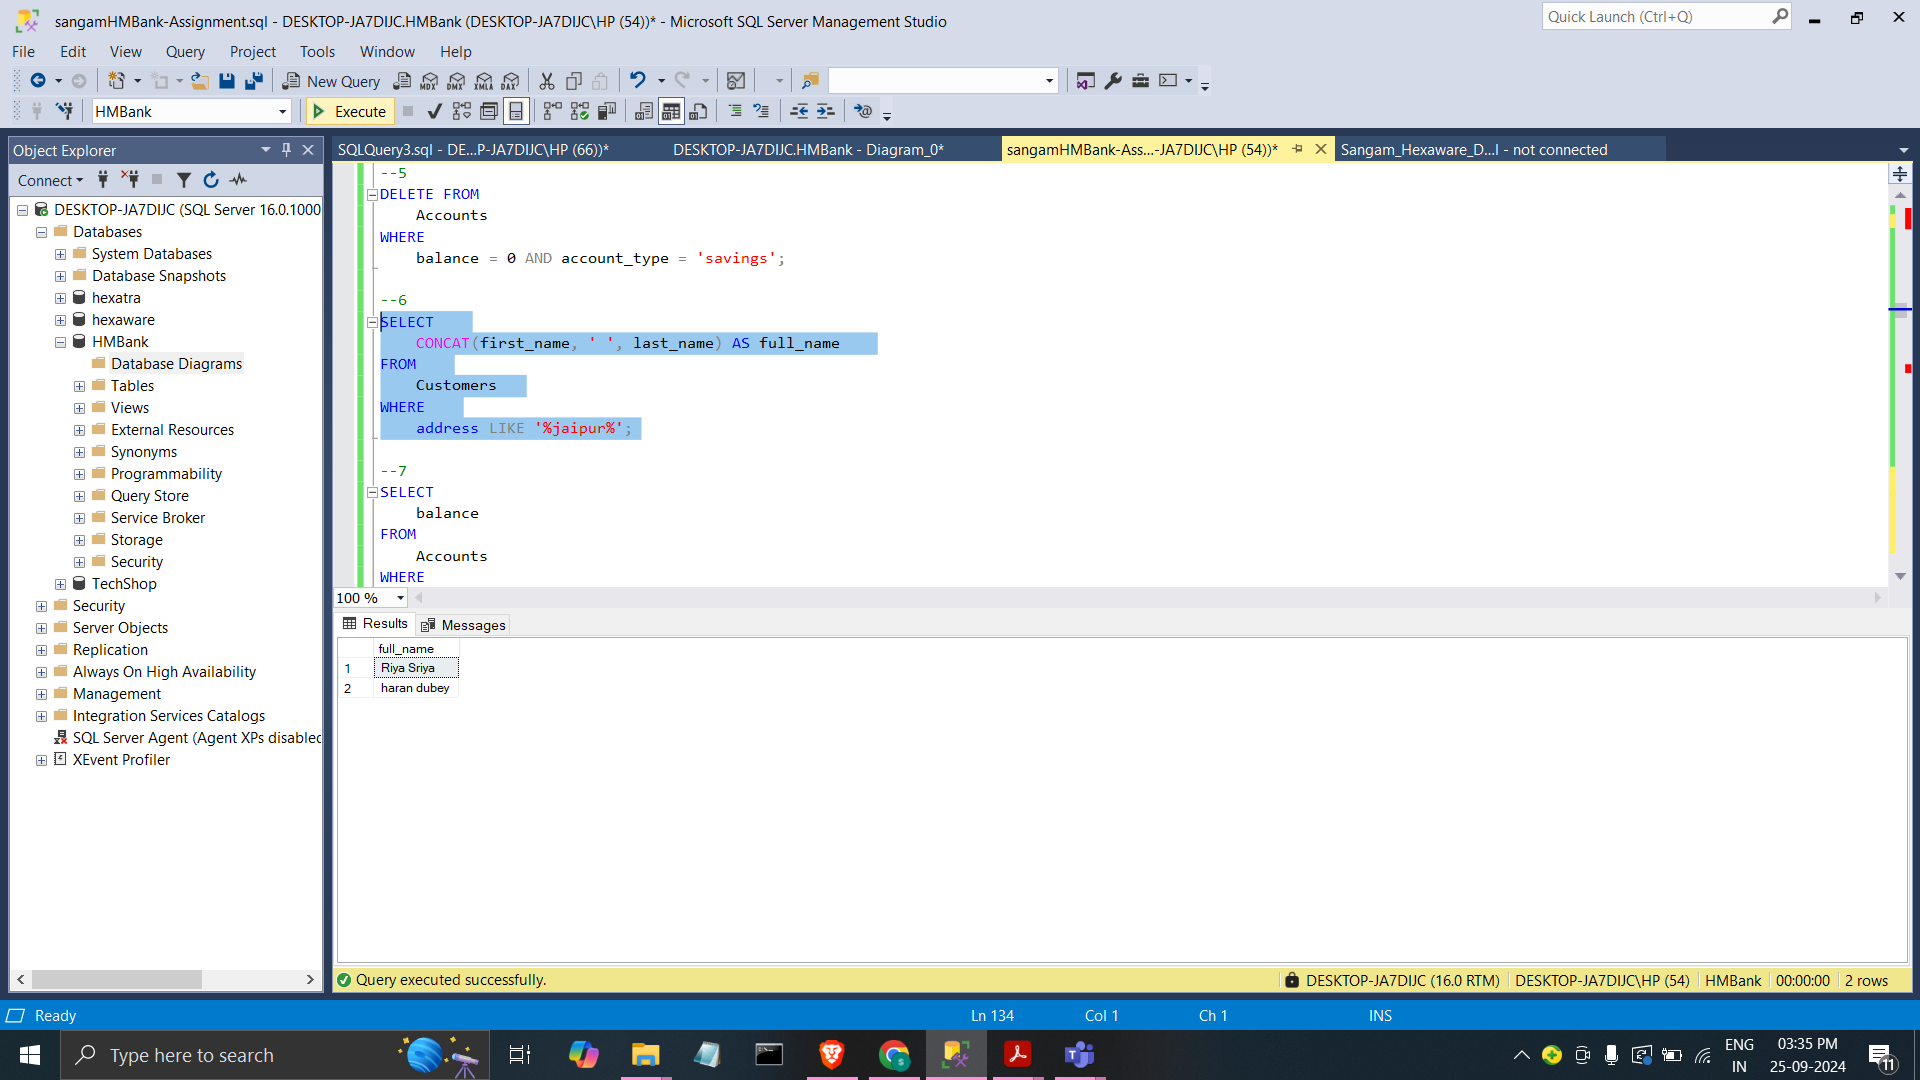 sangamHMBank-Assignment.sql - DESKTOP-JA7DIJC.HMBank (DESKTOP-JA7DIJC\HP (54))* - Microsoft SQL Server Management Studio
Quick Launch (Ctrl+Q)
File Edit View Query Project Tools Window Help
New Query
MDX DMX XMLA DAX
HMBank
Execute
Object Explorer
SQLQuery3.sql - DE...P-JA7DIJC\HP (66))*
DESKTOP-JA7DIJC.HMBank - Diagram_0*
sangamHMBank-Ass...-JA7DIJC\HP (54))*
Sangam_Hexaware_D...l - not connected
Connect
DESKTOP-JA7DIJC (SQL Server 16.0.1000
Databases
System Databases
Database Snapshots
hexatra
hexaware
HMBank
Database Diagrams
Tables
Views
External Resources
Synonyms
Programmability
Query Store
Service Broker
Storage
Security
TechShop
Security
Server Objects
Replication
Always On High Availability
Management
Integration Services Catalogs
SQL Server Agent (Agent XPs disabled
XEvent Profiler
--5
DELETE FROM
Accounts
WHERE
balance = 0 AND account_type = 'savings';
--6
SELECT
CONCAT(first_name, ' ', last_name) AS full_name
FROM
Customers
WHERE
address LIKE '%jaipur%';
--7
SELECT
balance
FROM
Accounts
WHERE
100 %
Results Messages
full_name
1 Riya Sriya
2 haran dubey
Query executed successfully.
DESKTOP-JA7DIJC (16.0 RTM) DESKTOP-JA7DIJC\HP (54) HMBank 00:00:00 2 rows
Ready Ln 134 Col 1 Ch 1 INS
Type here to search
ENG
IN
03:35 PM
25-09-2024
11